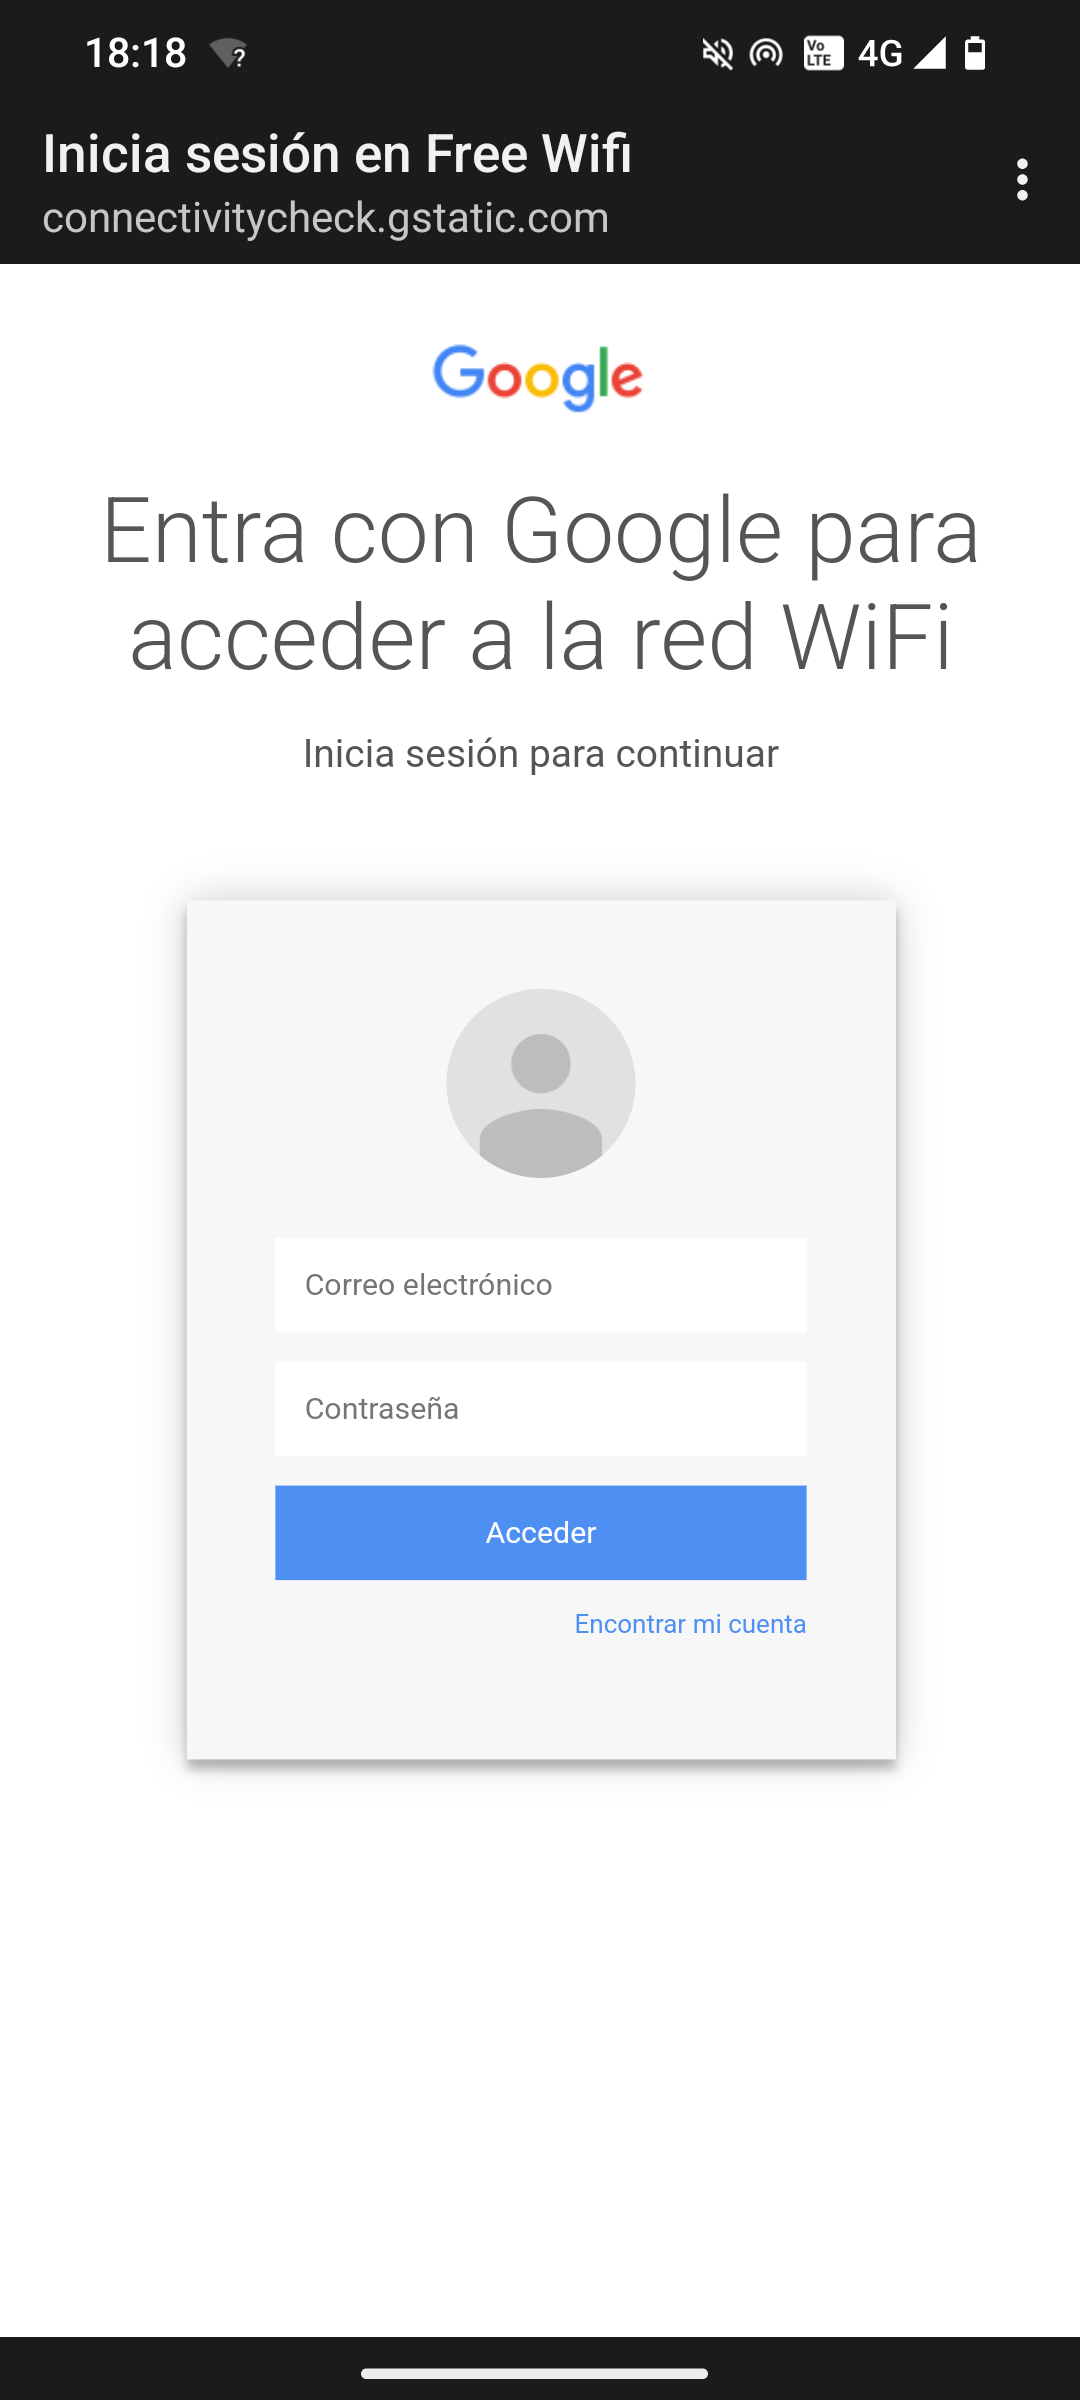 18:18
Vo
LTE
4G
Inicia sesión en Free Wifi
connectivitycheck.gstatic.com
Google
Entra con Google para
acceder a la red WiFi
Inicia sesión para continuar
Correo electrónico
Contraseña
Acceder
Encontrar mi cuenta